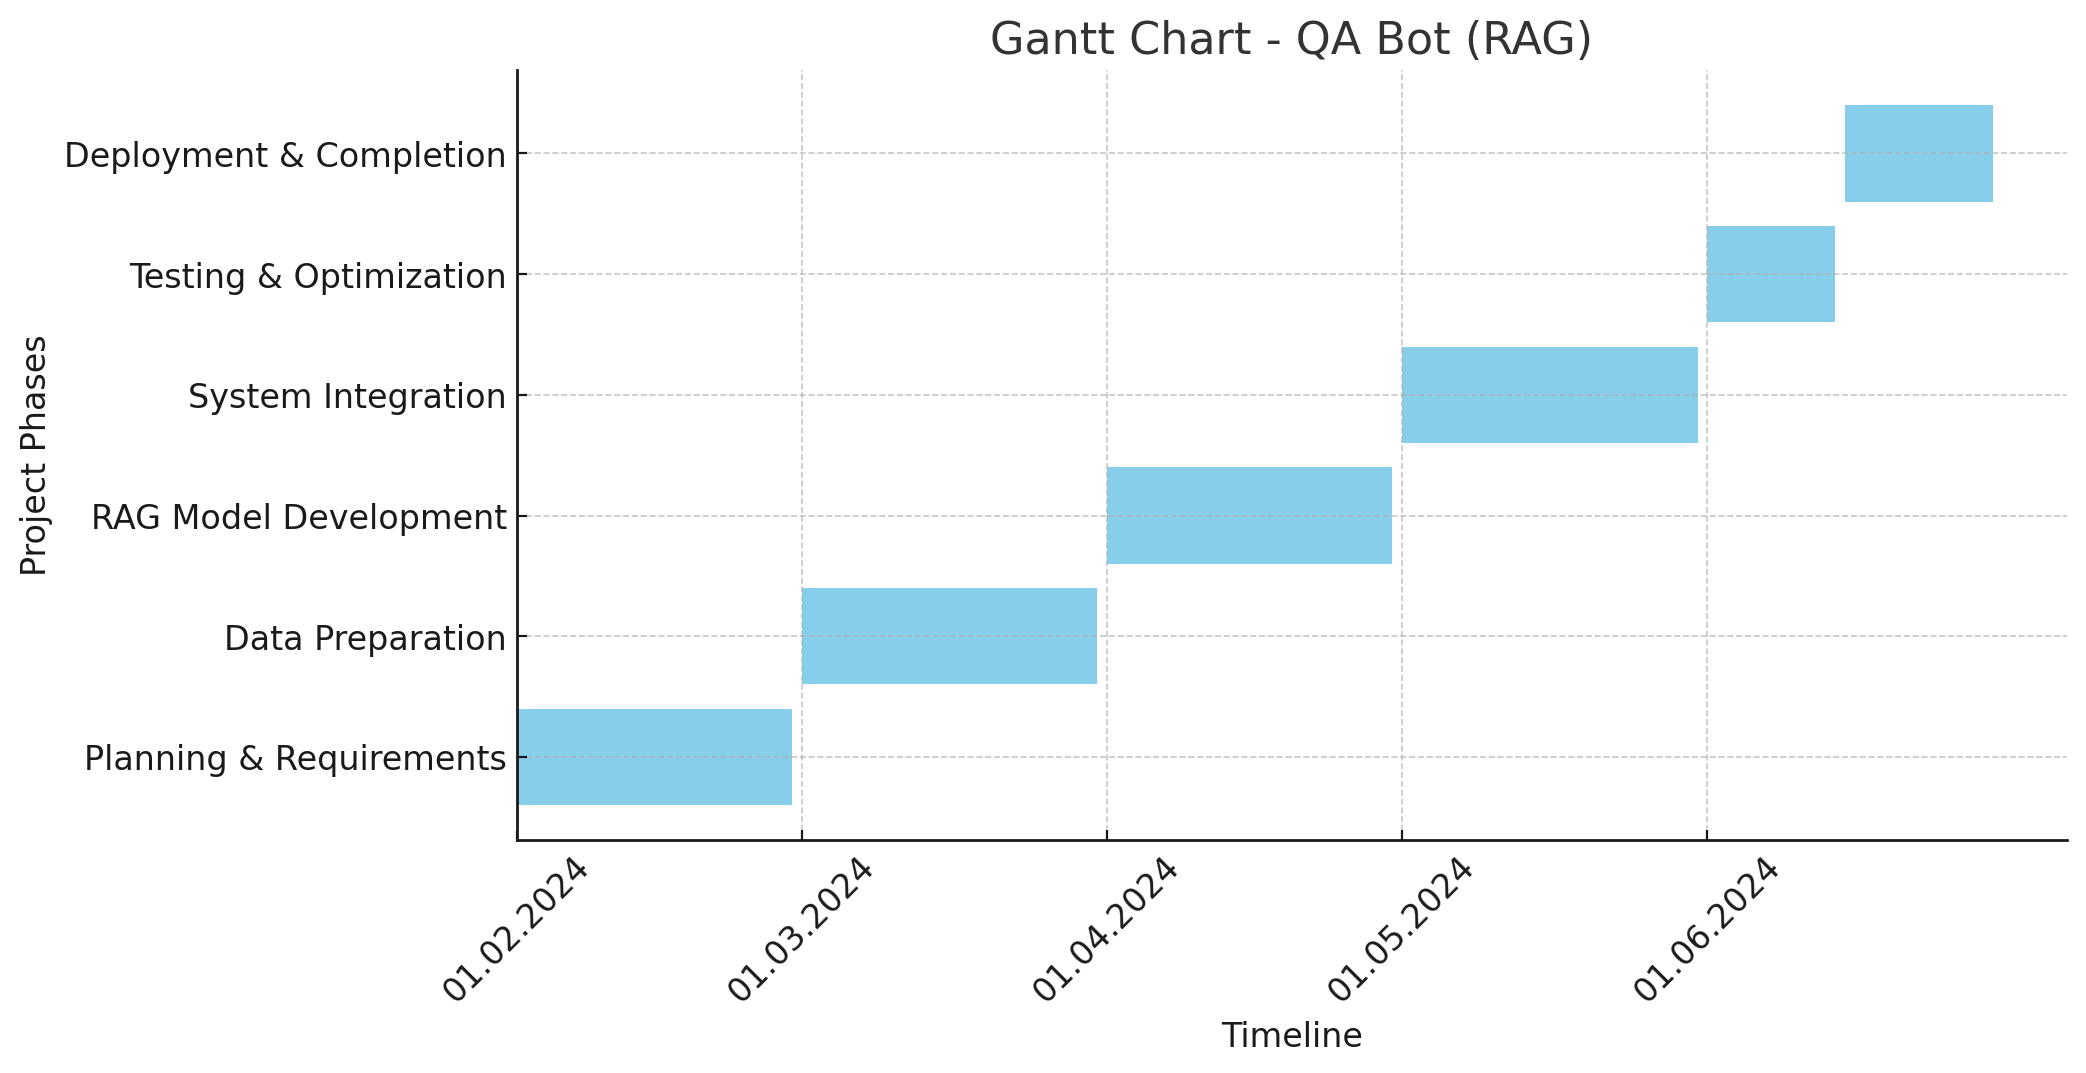 Gantt Chart - QA Bot (RAG)
Project Phases
Deployment & Completion
Testing & Optimization
System Integration
RAG Model Development
Data Preparation
Planning & Requirements
01.02.2024
01.03.2024
01.04.2024
01.05.2024
01.06.2024
Timeline